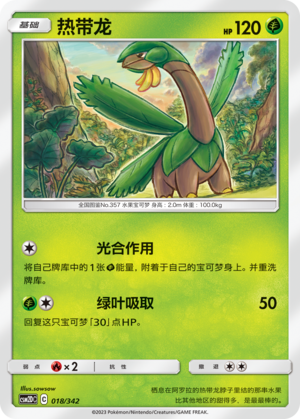 基础 热带龙 HP 120
全国图鉴No.357 水果宝可梦 身高：2.0m 体重：100.0kg
光合作用
将自己牌库中的1张能量，附着于自己的宝可梦身上。并重洗
牌库。
绿叶吸取 50
回复这只宝可梦「30」点HP。
弱点 ×2 抗性 撤退
illus.sowsow
CSM2DC C 018/342
栖息在阿罗拉的热带龙脖子里结的那串水果
比其他地区的甜得多，是最最棒的。
©2023 Pokémon/Nintendo/Creatures/GAME FREAK.